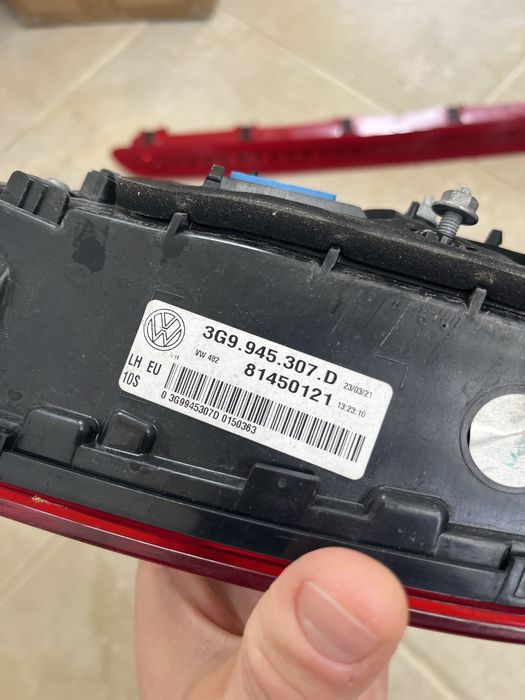 3G9.945.307.D
VW 482 81450121
23/03/21
13:23:10
LH EU
10S
0 3G9945307D 0150363